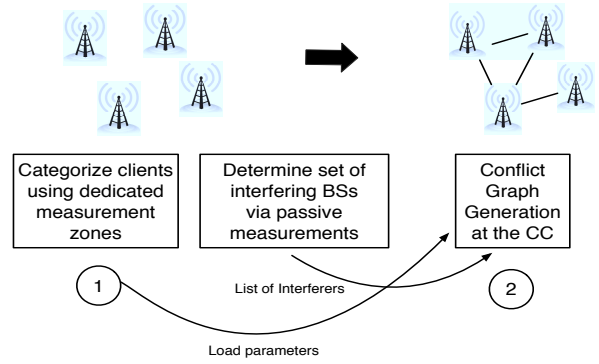 Categorize clients
using dedicated
measurement
zones
Determine set of
interfering BSs
via passive
measurements
Conflict
Graph
Generation
at the CC
1
List of Interferers
2
Load parameters